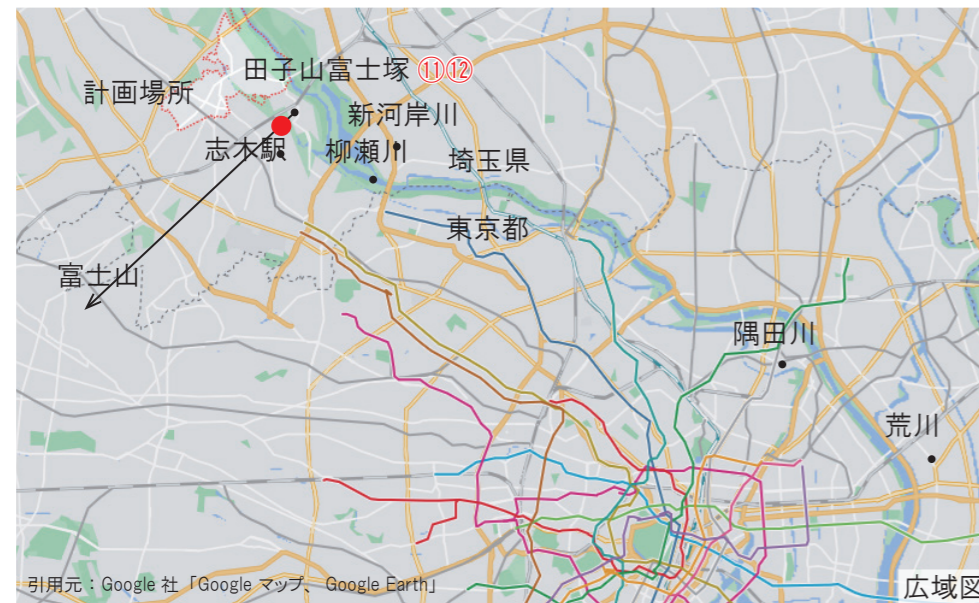 田子山富士塚 ⑪⑫
計画場所
新河岸川
志木駅
柳瀬川
埼玉県
東京都
富士山
隅田川
荒川
引用元：Google 社「Google マップ、Google Earth」
広域図